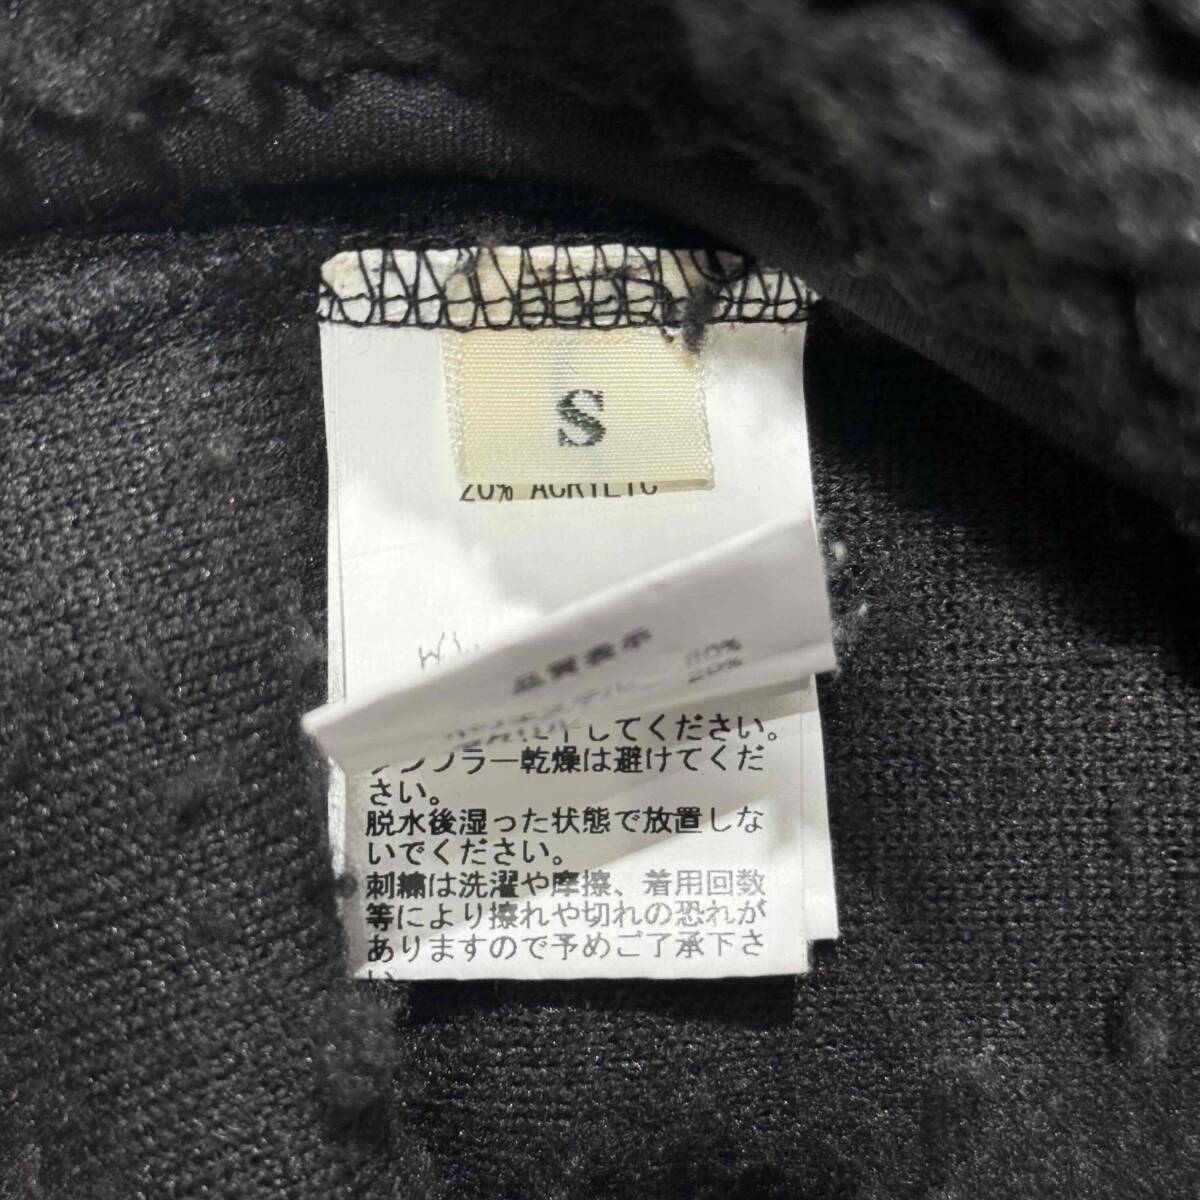 S
20% ACRYLIC
品質表示
80%
20%
してください。
タンブラー乾燥は避けてくだ
さい。
脱水後湿った状態で放置しな
いでください。
刺繍は洗濯や摩擦、着用回数
等により擦れや切れの恐れが
ありますので予めご了承下さ
い。